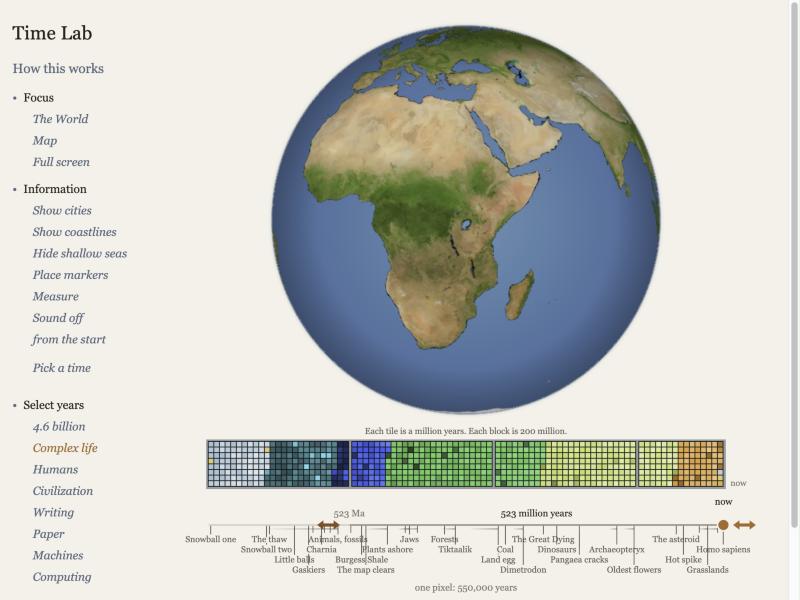 Time Lab
How this works
Focus
The World
Map
Full screen
Information
Show cities
Show coastlines
Hide shallow seas
Place markers
Measure
Sound off
from the start
Pick a time
Select years
4.6 billion
Complex life
Humans
Civilization
Writing
Paper
Machines
Computing
Each tile is a million years. Each block is 200 million.
now
now
523 Ma
523 million years
Snowball one
The thaw
Animals, fossils
Jaws
Forests
The Great Dying
The asteroid
Snowball two
Charnia
Plants ashore
Tiktaalik
Coal
Dinosaurs
Archaeopteryx
Homo sapiens
Little balls
Burgess Shale
Land egg
Pangaea cracks
Hot spike
Gaskiers
The map clears
Dimetrodon
Oldest flowers
Grasslands
one pixel: 550,000 years